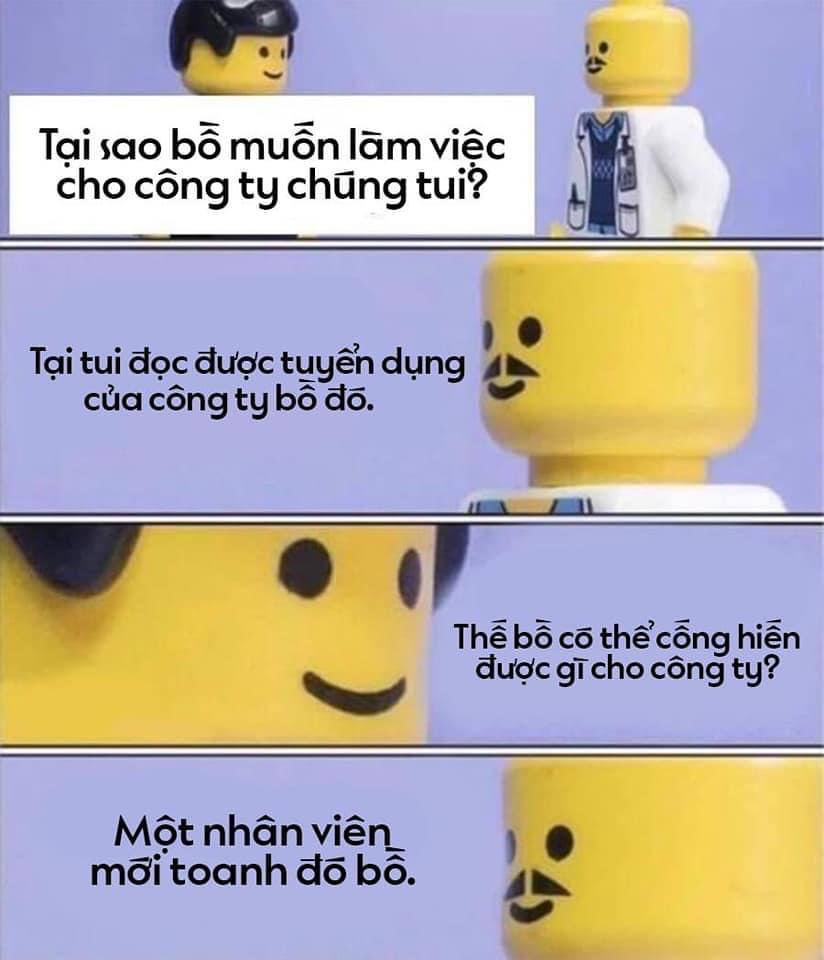 Tại sao bồ muốn làm việc
cho công ty chúng tui?
Tại tui đọc được tuyển dụng
của công ty bồ đó.
Thế bồ có thể cống hiến
được gì cho công ty?
Một nhân viên
mới toanh đó bồ.